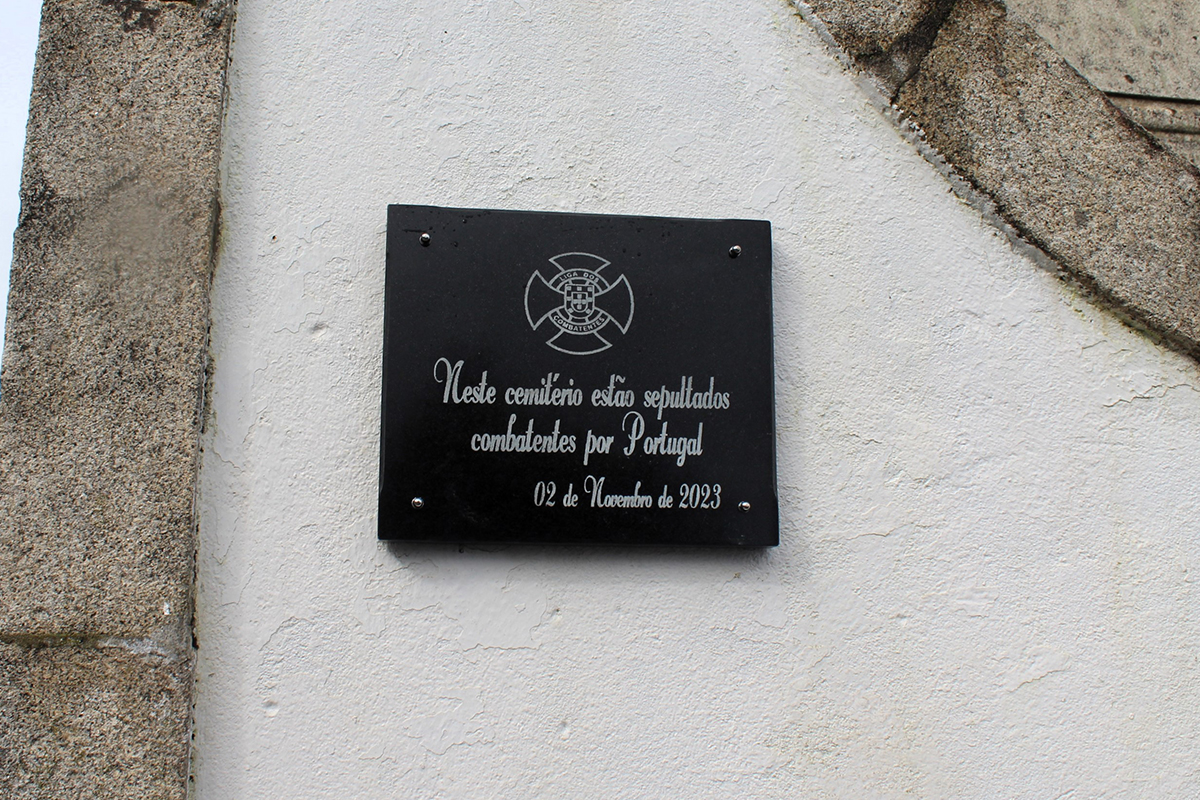 LIGA DOS
COMBATENTES
Neste cemitério estão sepultados
combatentes por Portugal
02 de Novembro de 2023